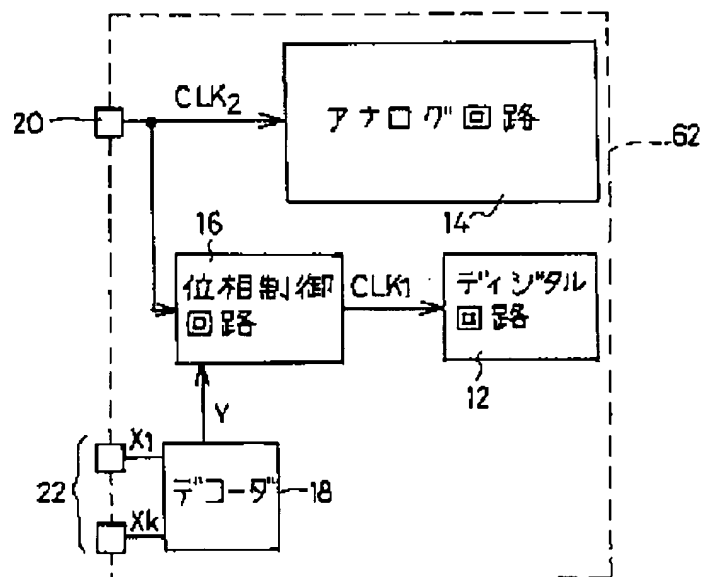 20
CLK2
アナログ回路
14
62
16
位相制御
回路
CLK1
ディジタル
回路
12
Y
22
X1
Xk
デコーダ
18